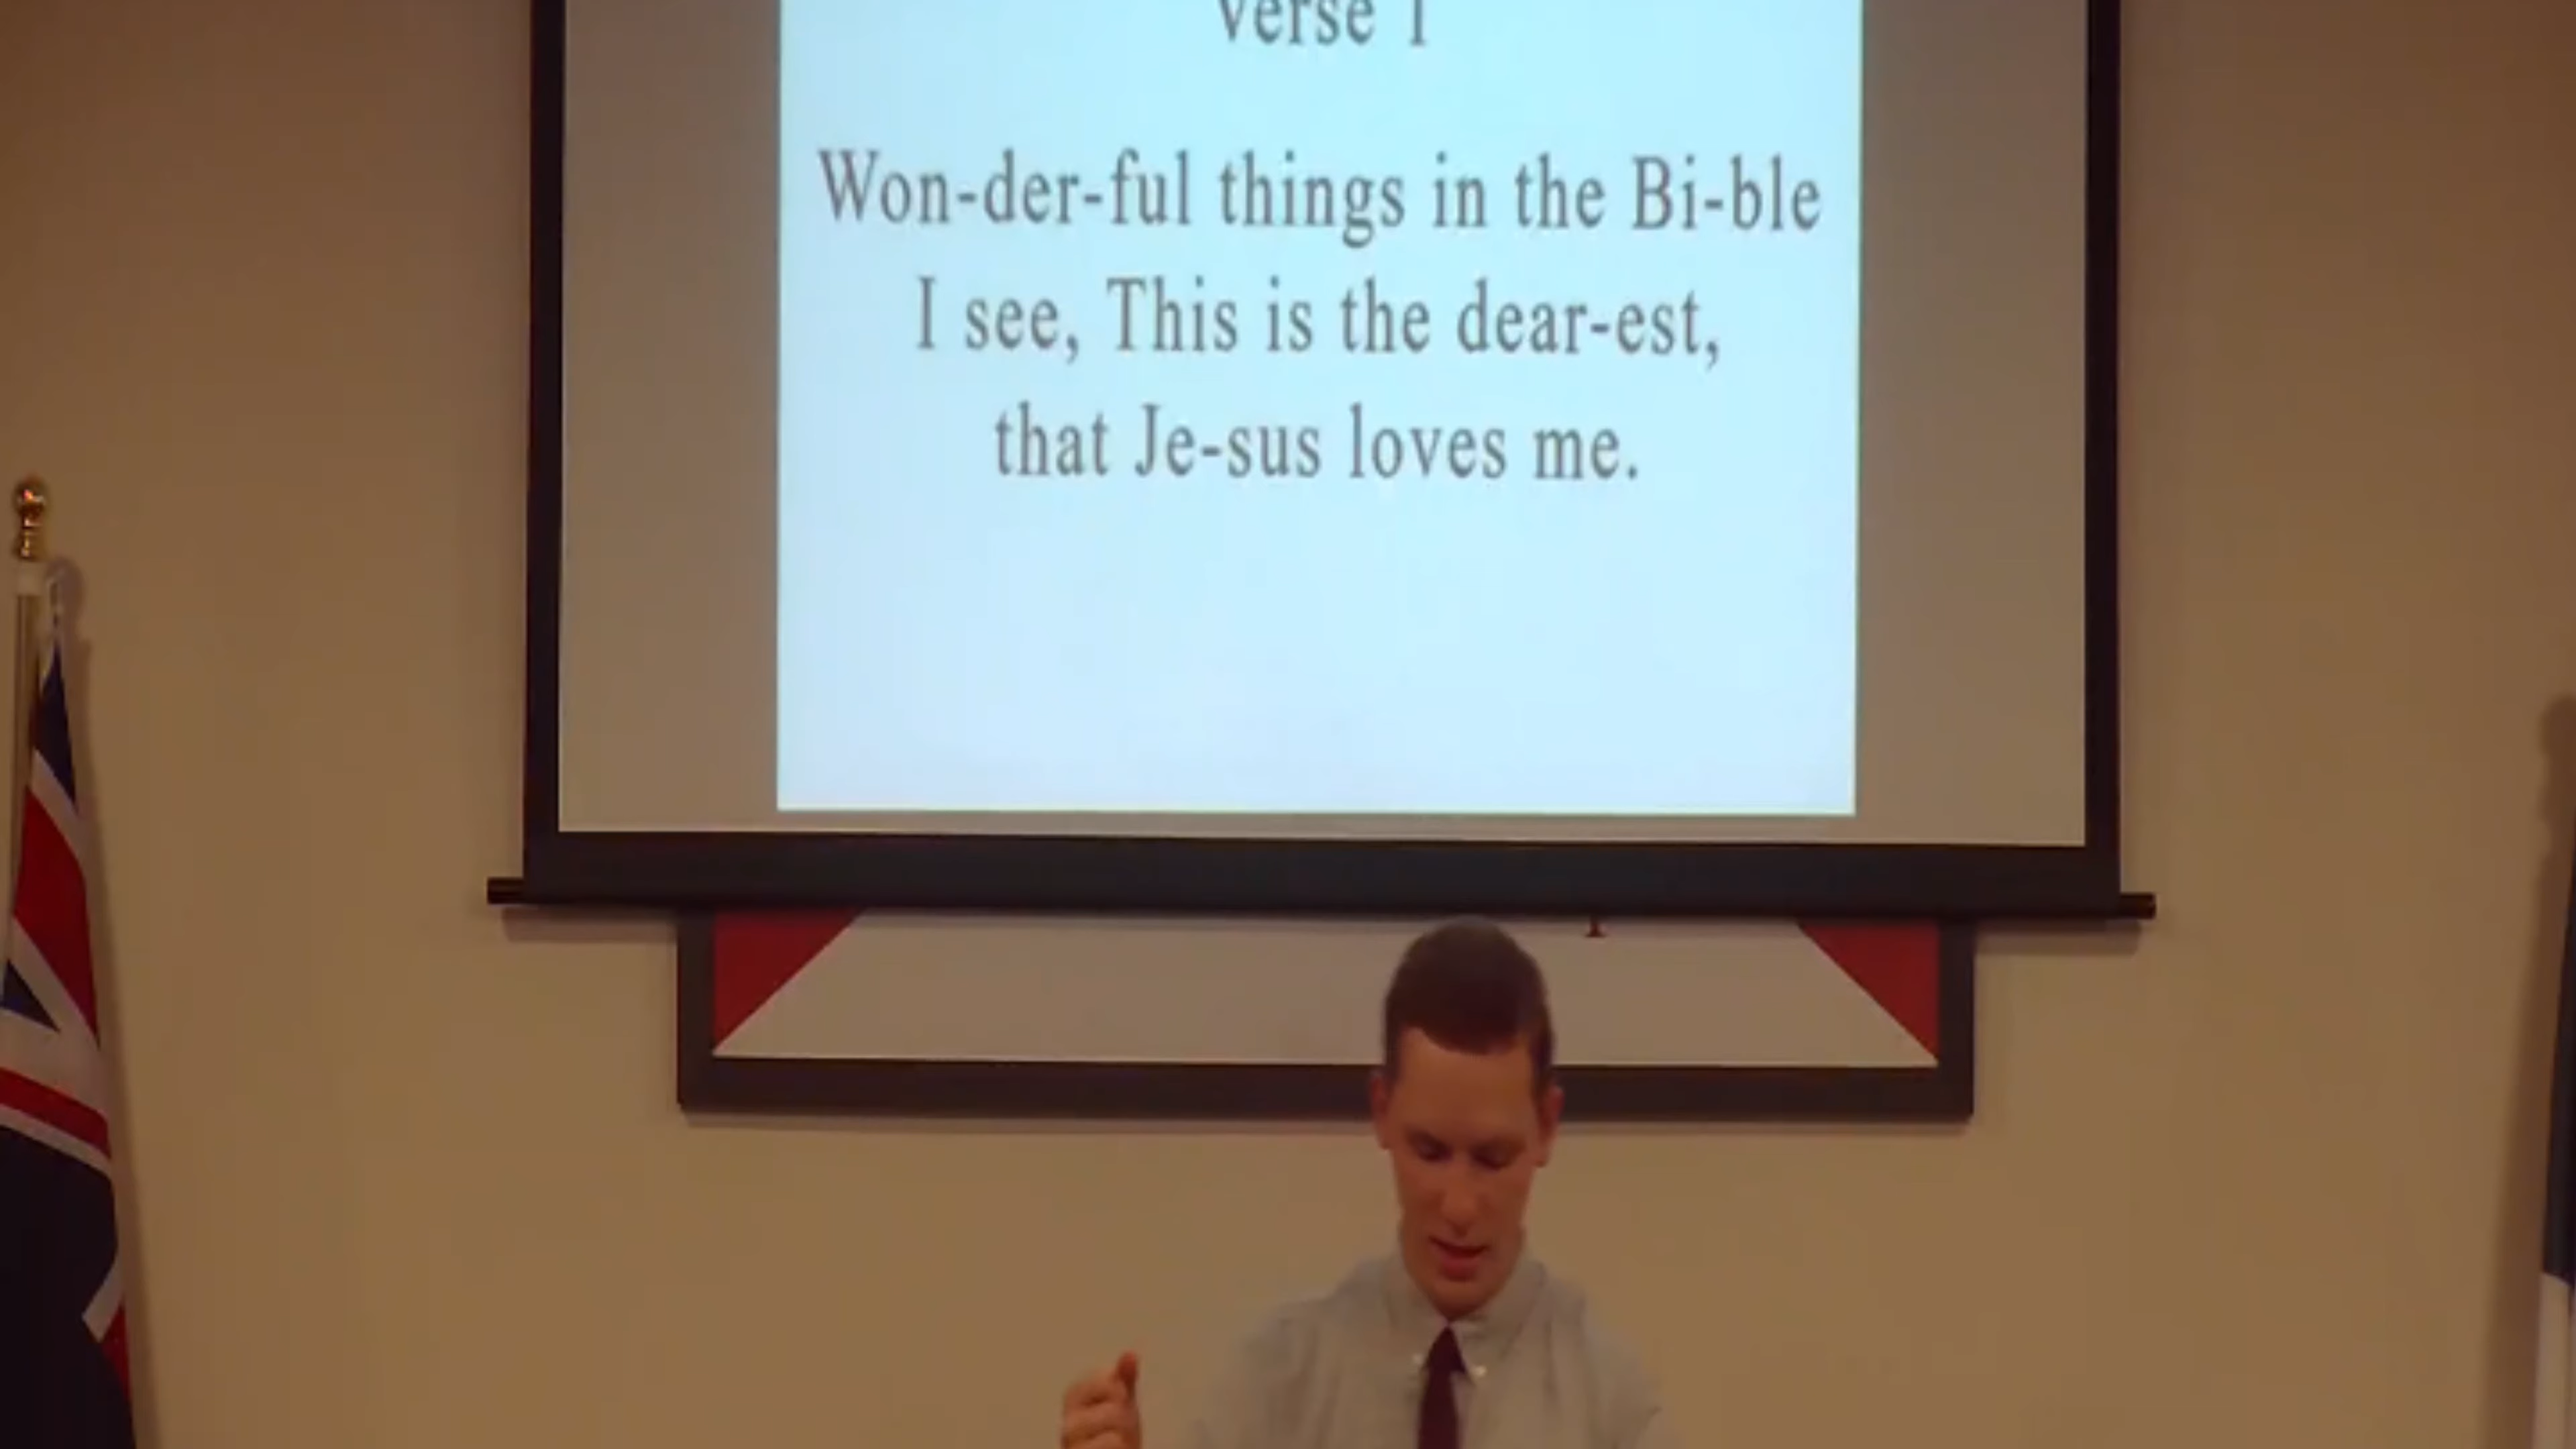 verse 1
Won-der-ful things in the Bi-ble
I see, This is the dear-est,
that Je-sus loves me.